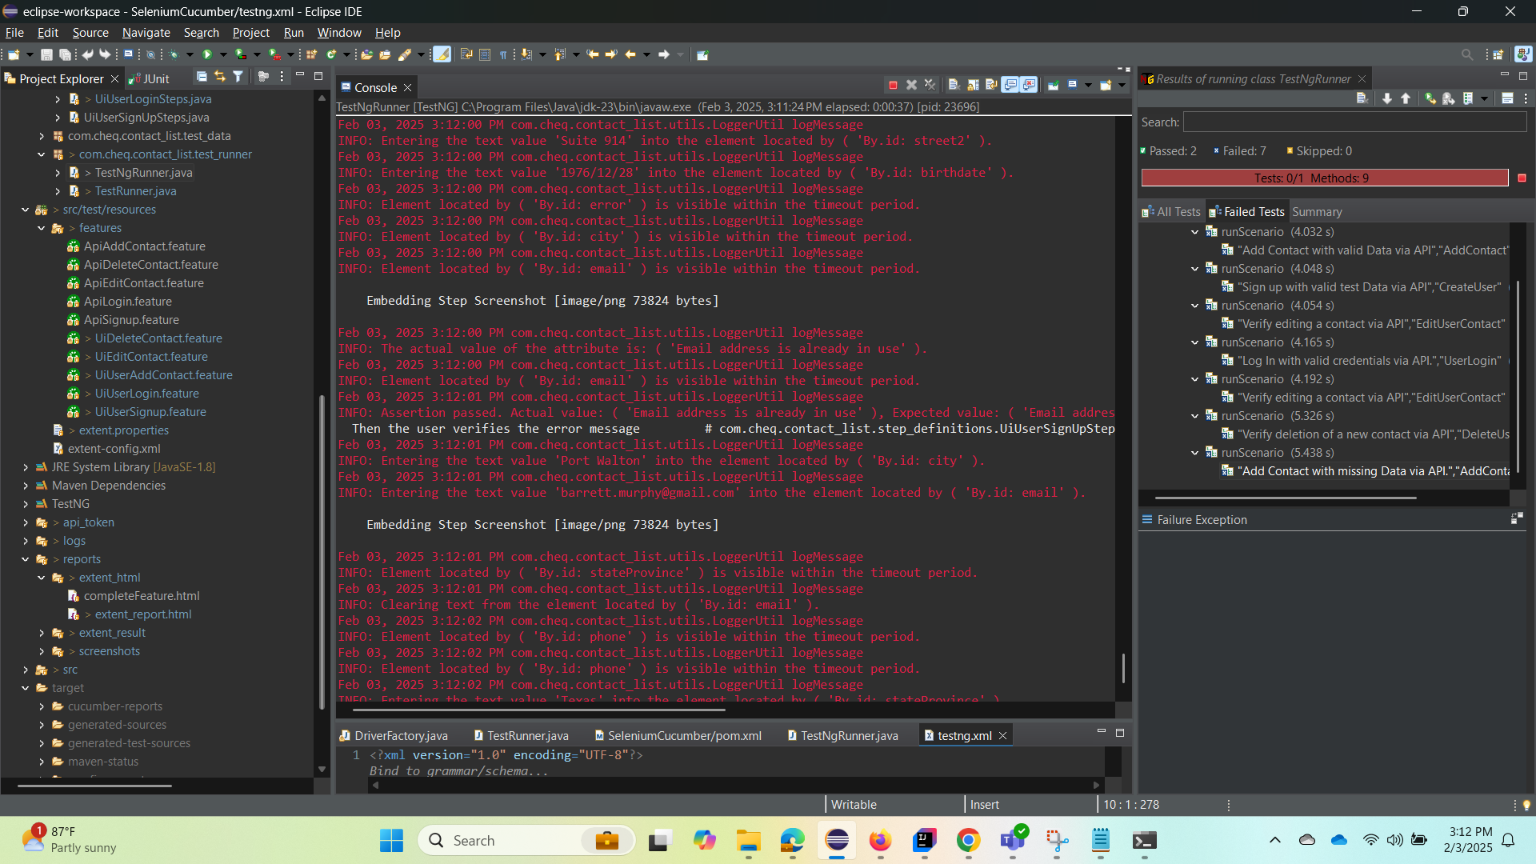 eclipse-workspace - SeleniumCucumber/testng.xml - Eclipse IDE
File Edit Source Navigate Search Project Run Window Help
Project Explorer
JUnit
> UiUserLoginSteps.java
UiUserSignUpSteps.java
com.cheq.contact_list.test_data
> com.cheq.contact_list.test_runner
> TestNgRunner.java
> TestRunner.java
> src/test/resources
> features
ApiAddContact.feature
ApiDeleteContact.feature
ApiEditContact.feature
ApiLogin.feature
ApiSignup.feature
> UiDeleteContact.feature
> UiEditContact.feature
> UiUserAddContact.feature
> UiUserLogin.feature
> UiUserSignup.feature
> extent.properties
extent-config.xml
JRE System Library [JavaSE-1.8]
Maven Dependencies
TestNG
> api_token
> logs
> reports
> extent_html
completeFeature.html
> extent_report.html
> extent_result
> screenshots
> src
target
cucumber-reports
generated-sources
generated-test-sources
maven-status
Console
TestNgRunner [TestNG] C:\Program Files\Java\jdk-23\bin\javaw.exe (Feb 3, 2025, 3:11:24 PM elapsed: 0:00:37) [pid: 23696]
Feb 03, 2025 3:12:00 PM com.cheq.contact_list.utils.LoggerUtil logMessage
INFO: Entering the text value 'Suite 914' into the element located by ( 'By.id: street2' ).
Feb 03, 2025 3:12:00 PM com.cheq.contact_list.utils.LoggerUtil logMessage
INFO: Entering the text value '1976/12/28' into the element located by ( 'By.id: birthdate' ).
Feb 03, 2025 3:12:00 PM com.cheq.contact_list.utils.LoggerUtil logMessage
INFO: Element located by ( 'By.id: error' ) is visible within the timeout period.
Feb 03, 2025 3:12:00 PM com.cheq.contact_list.utils.LoggerUtil logMessage
INFO: Element located by ( 'By.id: city' ) is visible within the timeout period.
Feb 03, 2025 3:12:00 PM com.cheq.contact_list.utils.LoggerUtil logMessage
INFO: Element located by ( 'By.id: email' ) is visible within the timeout period.
Embedding Step Screenshot [image/png 73824 bytes]
Feb 03, 2025 3:12:00 PM com.cheq.contact_list.utils.LoggerUtil logMessage
INFO: The actual value of the attribute is: ( 'Email address is already in use' ).
Feb 03, 2025 3:12:00 PM com.cheq.contact_list.utils.LoggerUtil logMessage
INFO: Element located by ( 'By.id: email' ) is visible within the timeout period.
Feb 03, 2025 3:12:01 PM com.cheq.contact_list.utils.LoggerUtil logMessage
INFO: Assertion passed. Actual value: ( 'Email address is already in use' ), Expected value: ( 'Email addres
Then the user verifies the error message # com.cheq.contact_list.step_definitions.UiUserSignUpStep
Feb 03, 2025 3:12:01 PM com.cheq.contact_list.utils.LoggerUtil logMessage
INFO: Entering the text value 'Port Walton' into the element located by ( 'By.id: city' ).
Feb 03, 2025 3:12:01 PM com.cheq.contact_list.utils.LoggerUtil logMessage
INFO: Entering the text value 'barrett.murphy@gmail.com' into the element located by ( 'By.id: email' ).
Embedding Step Screenshot [image/png 73824 bytes]
Feb 03, 2025 3:12:01 PM com.cheq.contact_list.utils.LoggerUtil logMessage
INFO: Element located by ( 'By.id: stateProvince' ) is visible within the timeout period.
Feb 03, 2025 3:12:01 PM com.cheq.contact_list.utils.LoggerUtil logMessage
INFO: Clearing text from the element located by ( 'By.id: email' ).
Feb 03, 2025 3:12:02 PM com.cheq.contact_list.utils.LoggerUtil logMessage
INFO: Element located by ( 'By.id: phone' ) is visible within the timeout period.
Feb 03, 2025 3:12:02 PM com.cheq.contact_list.utils.LoggerUtil logMessage
INFO: Element located by ( 'By.id: phone' ) is visible within the timeout period.
Feb 03, 2025 3:12:02 PM com.cheq.contact_list.utils.LoggerUtil logMessage
INFO: Entering the text value 'Texas' into the element located by ( 'By.id: stateProvince' )
DriverFactory.java TestRunner.java SeleniumCucumber/pom.xml TestNgRunner.java testng.xml
1 <?xml version="1.0" encoding="UTF-8"?>
Bind to grammar/schema...
Results of running class TestNgRunner
Search:
Passed: 2 Failed: 7 Skipped: 0
Tests: 0/1 Methods: 9
All Tests Failed Tests Summary
runScenario (4.032 s)
"Add Contact with valid Data via API","AddContact"
runScenario (4.048 s)
"Sign up with valid test Data via API","CreateUser"
runScenario (4.054 s)
"Verify editing a contact via API","EditUserContact"
runScenario (4.165 s)
"Log In with valid credentials via API.","UserLogin"
runScenario (4.192 s)
"Verify editing a contact via API","EditUserContact"
runScenario (5.326 s)
"Verify deletion of a new contact via API","DeleteUs
runScenario (5.438 s)
"Add Contact with missing Data via API.","AddConta
Failure Exception
Writable Insert 10 : 1 : 278
1
87°F
Partly sunny
Search
3:12 PM
2/3/2025